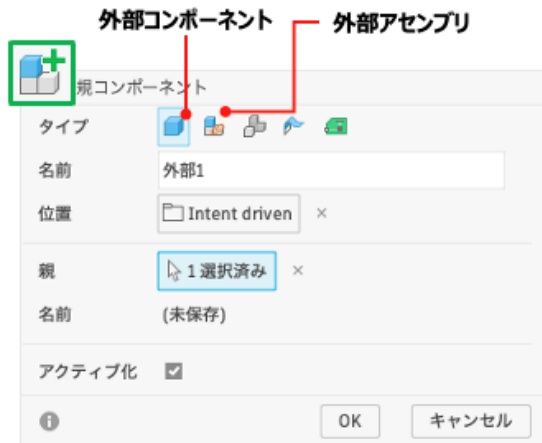 外部コンポーネント 外部アセンブリ
規コンポーネント
タイプ
名前 外部1
位置 Intent driven ×
親 1 選択済み ×
名前 (未保存)
アクティブ化
OK キャンセル